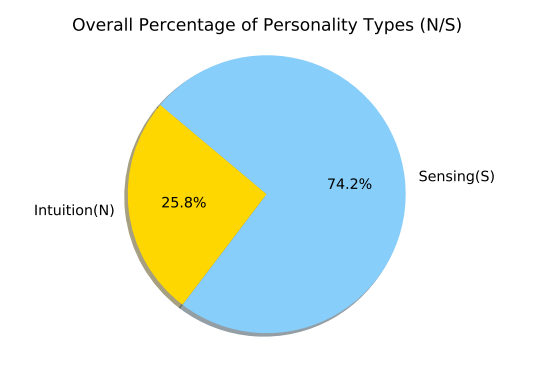 Overall Percentage of Personality Types (N/S)
74.2%
Sensing(S)
25.8%
Intuition(N)